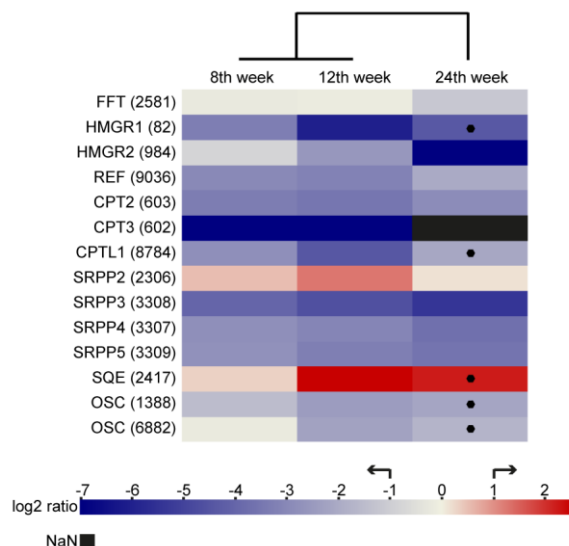 8th week 12th week 24th week
FFT (2581)
HMGR1 (82)
HMGR2 (984)
REF (9036)
CPT2 (603)
CPT3 (602)
CPTL1 (8784)
SRPP2 (2306)
SRPP3 (3308)
SRPP4 (3307)
SRPP5 (3309)
SQE (2417)
OSC (1388)
OSC (6882)
-7 -6 -5 -4 -3 -2 -1 0 1 2
log2 ratio
NaN